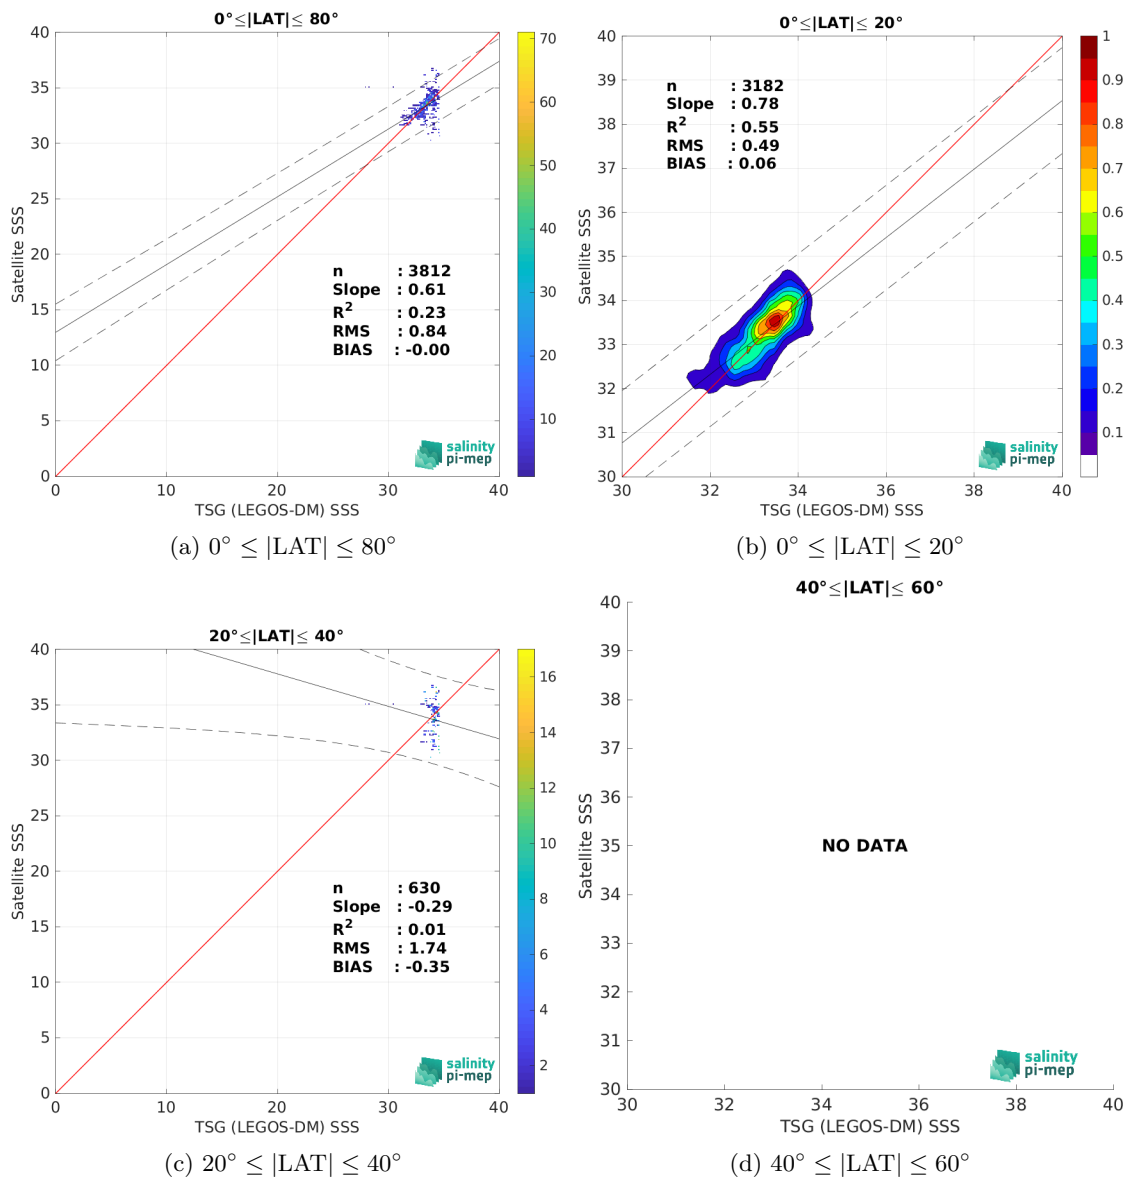 0°≤|LAT|≤ 80°
40
35
30
25
20
15
10
5
0
0
10
20
30
40
Satellite SSS
TSG (LEGOS-DM) SSS
n : 3812
Slope : 0.61
R² : 0.23
RMS : 0.84
BIAS : -0.00
salinity
pi-mep
70
60
50
40
30
20
10
(a) 0° ≤ |LAT| ≤ 80°
0°≤|LAT|≤ 20°
40
39
38
37
36
35
34
33
32
31
30
30
32
34
36
38
40
Satellite SSS
TSG (LEGOS-DM) SSS
n : 3182
Slope : 0.78
R² : 0.55
RMS : 0.49
BIAS : 0.06
salinity
pi-mep
1
0.9
0.8
0.7
0.6
0.5
0.4
0.3
0.2
0.1
(b) 0° ≤ |LAT| ≤ 20°
20°≤|LAT|≤ 40°
40
35
30
25
20
15
10
5
0
0
10
20
30
40
Satellite SSS
TSG (LEGOS-DM) SSS
n : 630
Slope : -0.29
R² : 0.01
RMS : 1.74
BIAS : -0.35
salinity
pi-mep
16
14
12
10
8
6
4
2
(c) 20° ≤ |LAT| ≤ 40°
40°≤|LAT|≤ 60°
40
39
38
37
36
35
34
33
32
31
30
30
32
34
36
38
40
Satellite SSS
TSG (LEGOS-DM) SSS
NO DATA
salinity
pi-mep
(d) 40° ≤ |LAT| ≤ 60°